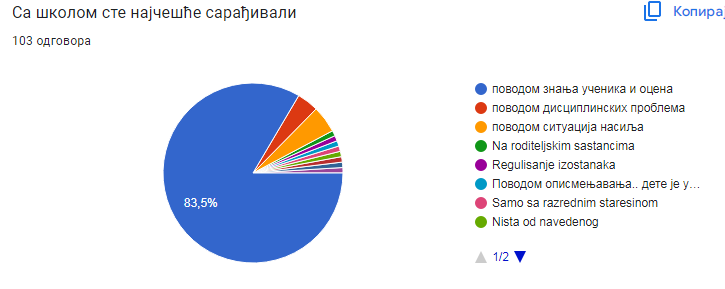 Са школом сте најчешће сарађивали
Копирај
103 одговора
83,5%
поводом знања ученика и оцена
поводом дисциплинских проблема
поводом ситуација насиља
Na roditeljskim sastancima
Regulisanje izostanaka
Поводом описмењавања.. дете је у…
Samo sa razrednim staresinom
Nista od navedenog
1/2